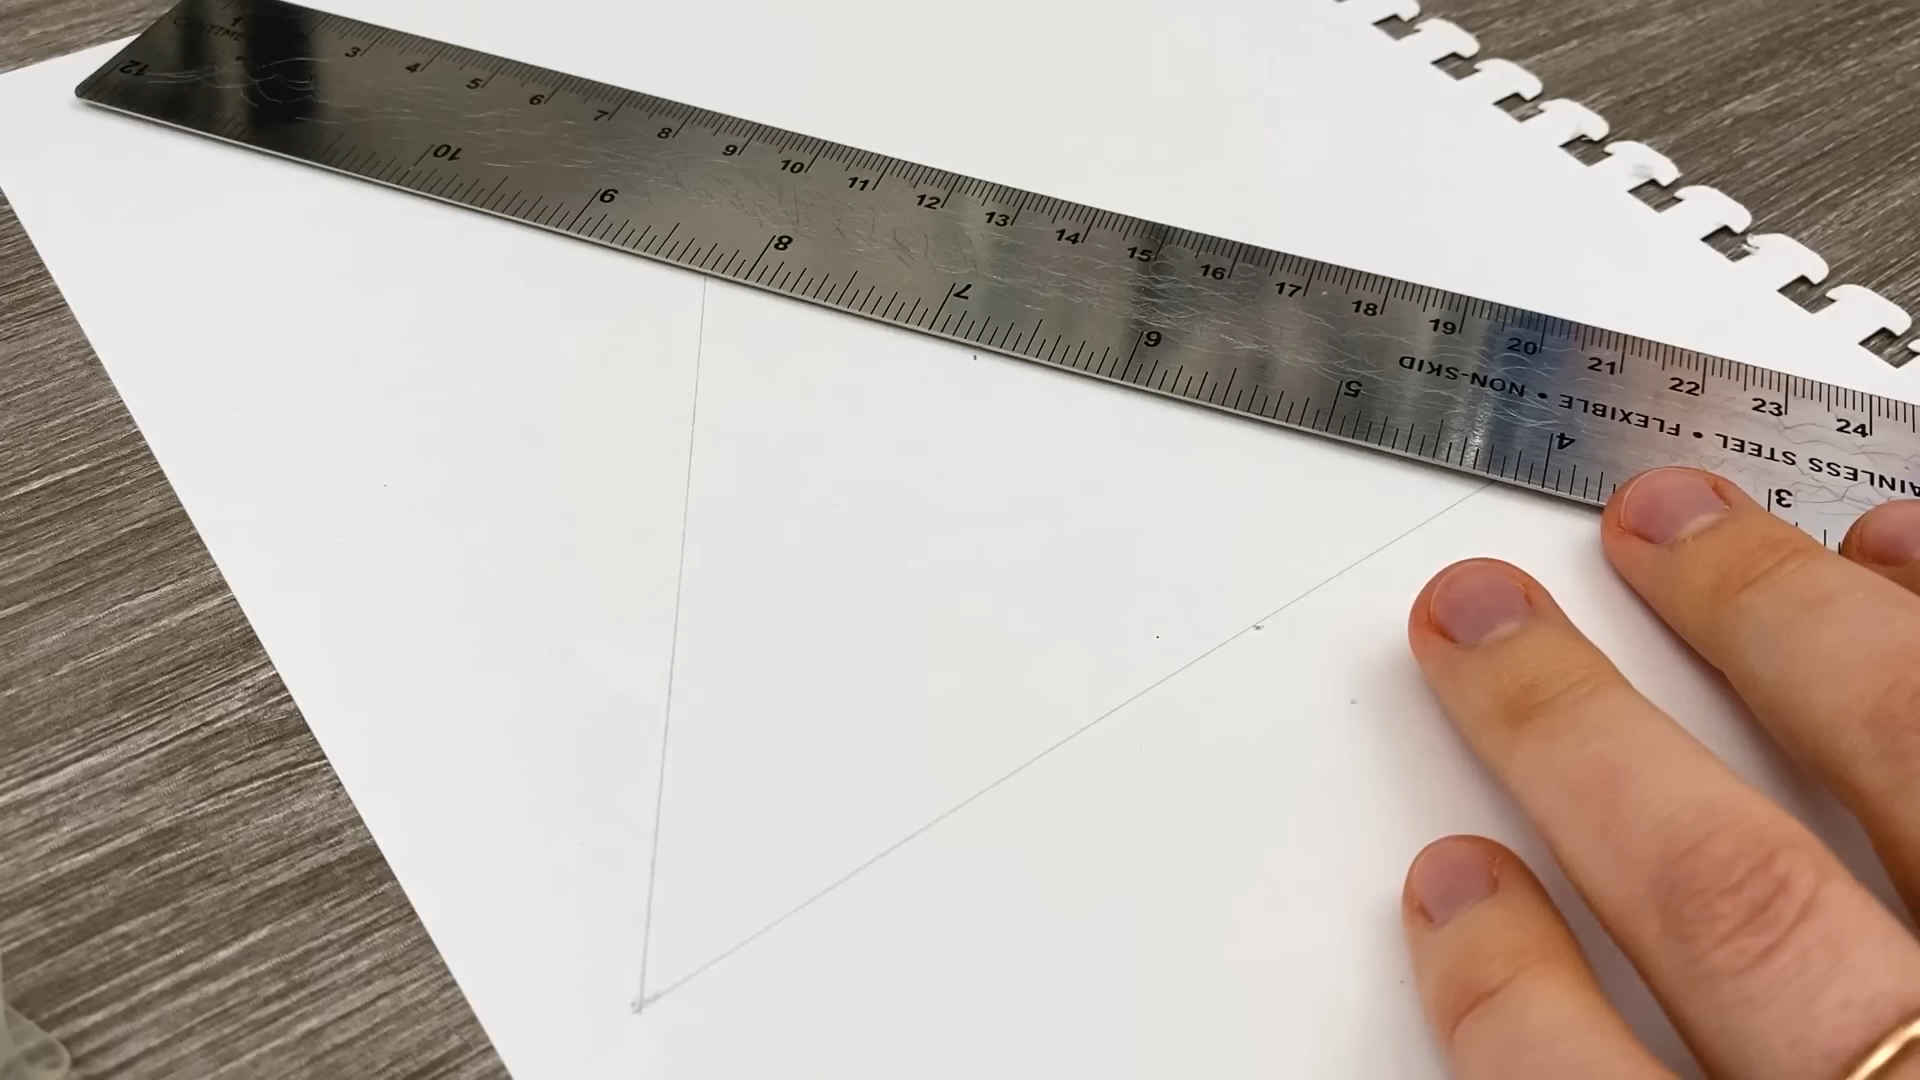 1 3 4 5 6 7 8 9 10 11 12 13 14 15 16 17 18 19 20 21 22 23 24
CENTIME
12 10 9 8 7 6 5 4 3
AINLESS STEEL • FLEXIBLE • NON-SKID